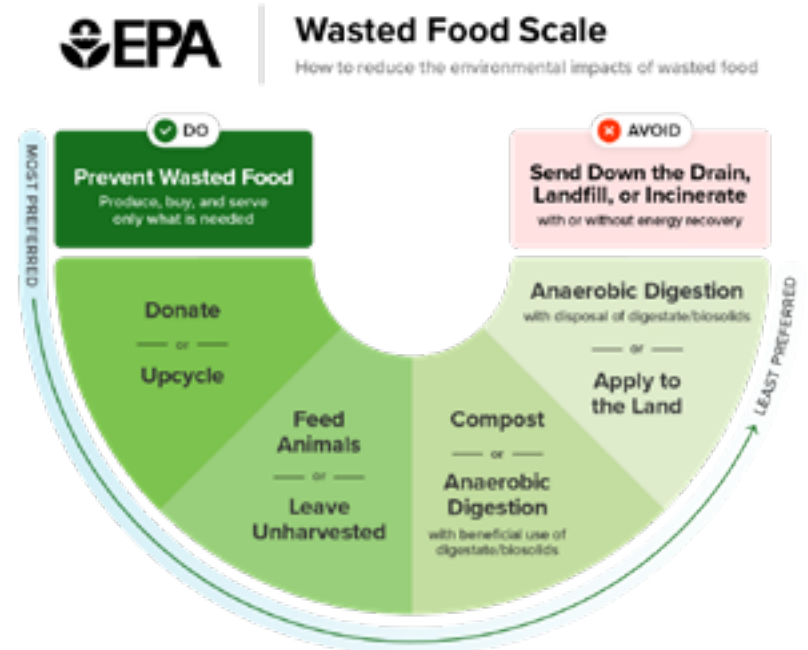 EPA
Wasted Food Scale
How to reduce the environmental impacts of wasted food
DO
Prevent Wasted Food
Produce, buy, and serve
only what is needed
AVOID
Send Down the Drain,
Landfill, or Incinerate
with or without energy recovery
MOST PREFERRED
Donate
or
Upcycle
Feed
Animals
or
Leave
Unharvested
Compost
or
Anaerobic
Digestion
with beneficial use of
digestate/biosolids
Anaerobic Digestion
with disposal of digestate/biosolids
or
Apply to
the Land
LEAST PREFERRED